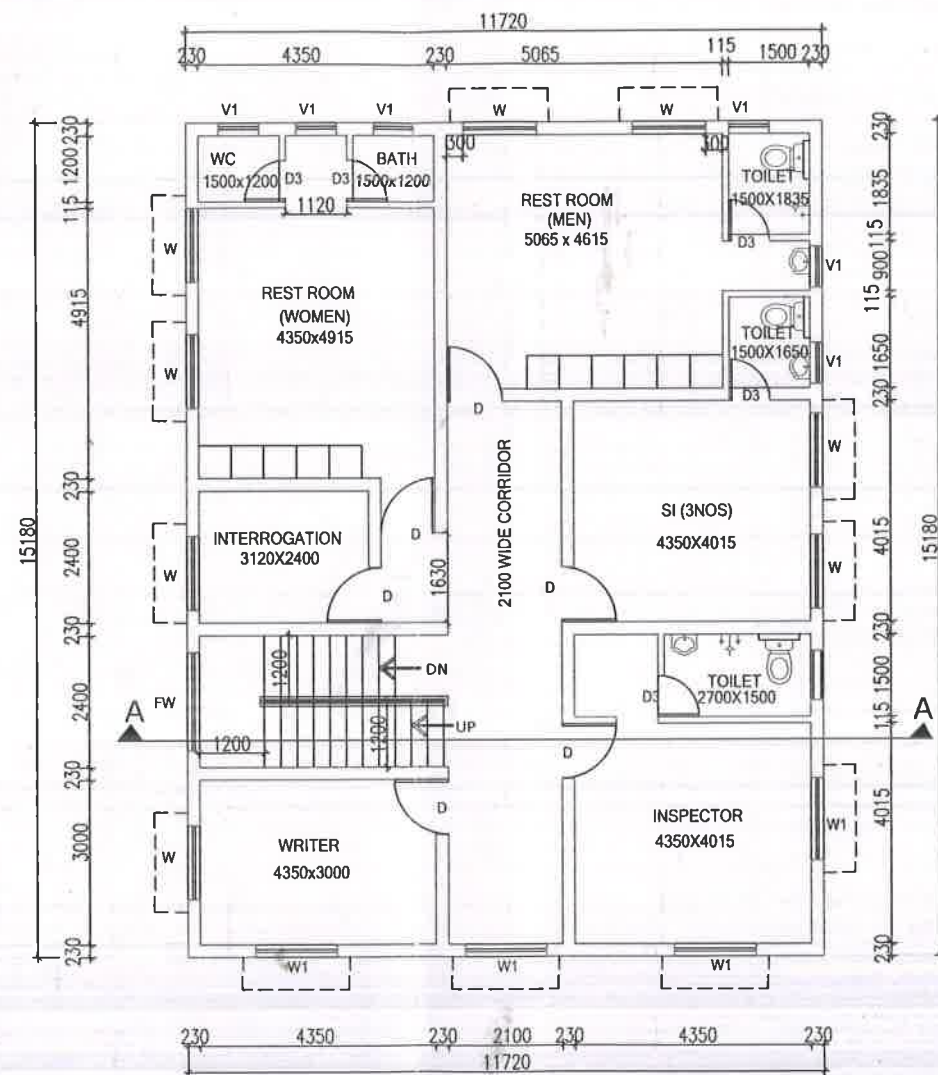 11720
230 4350 230 5065 115 1500 230
V1 V1 V1 W W V1
230 1200 115 4915 230 2400 230 2400 230 3000 230
15180
WC
1500x1200
D3
D3
BATH
1500x1200
1120
300
300
TOILET
1500X1835
D3
REST ROOM
(MEN)
5065 x 4615
V1
REST ROOM
(WOMEN)
4350x4915
W
W
TOILET
1500X1650
D3
V1
D
2100 WIDE CORRIDOR
SI (3NOS)
4350X4015
W
W
D
INTERROGATION
3120X2400
W
D
D
1630
1200
DN
FW
UP
1200
1200
TOILET
2700X1500
D3
A
A
D
D
WRITER
4350x3000
W
INSPECTOR
4350X4015
W1
W1 W1 W1
230 1835 115 900 115 1650 230 4015 230 1500 115 4015 230
15180
230 4350 230 2100 230 4350 230
11720